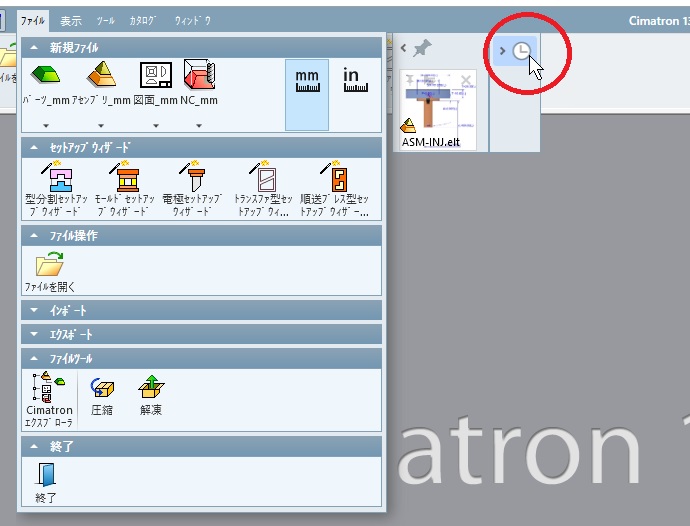 ファイル 表示 ツール カタログ ウィンドウ
Cimatron 13
新規ファイル
パーツ_mm アセンブリ_mm 図面_mm NC_mm
mm in
ASM-INJ.elt
セットアップウィザード
型分割セットアッ モールドセットアッ 電極セットアップ トランスファ型セッ 順送プレス型セッ
プウィザード プウィザード ウィザード トアップウィ... トアップウィザー...
ファイル操作
ファイルを開く
インポート
エクスポート
ファイルツール
Cimatron 圧縮 解凍
エクスプローラ
終了
終了
atron 1